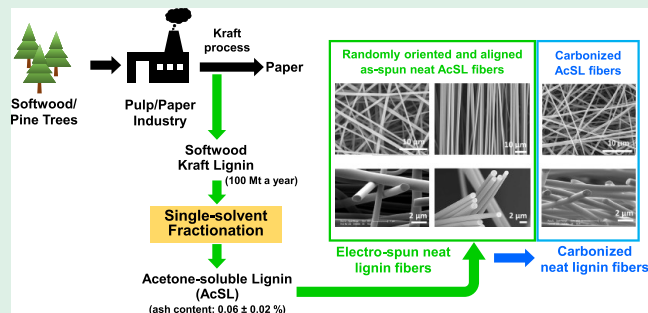 Softwood/
Pine Trees
Pulp/Paper
Industry
Kraft
process
Paper
Softwood
Kraft Lignin
(100 Mt a year)
Single-solvent
Fractionation
Acetone-soluble Lignin
(AcSL)
(ash content: 0.06 ± 0.02 %)
Randomly oriented and aligned
as-spun neat AcSL fibers
10 µm
10 µm
2 µm
2 µm
Electro-spun neat
lignin fibers
Carbonized
AcSL fibers
10 µm
2 µm
Carbonized
neat lignin fibers